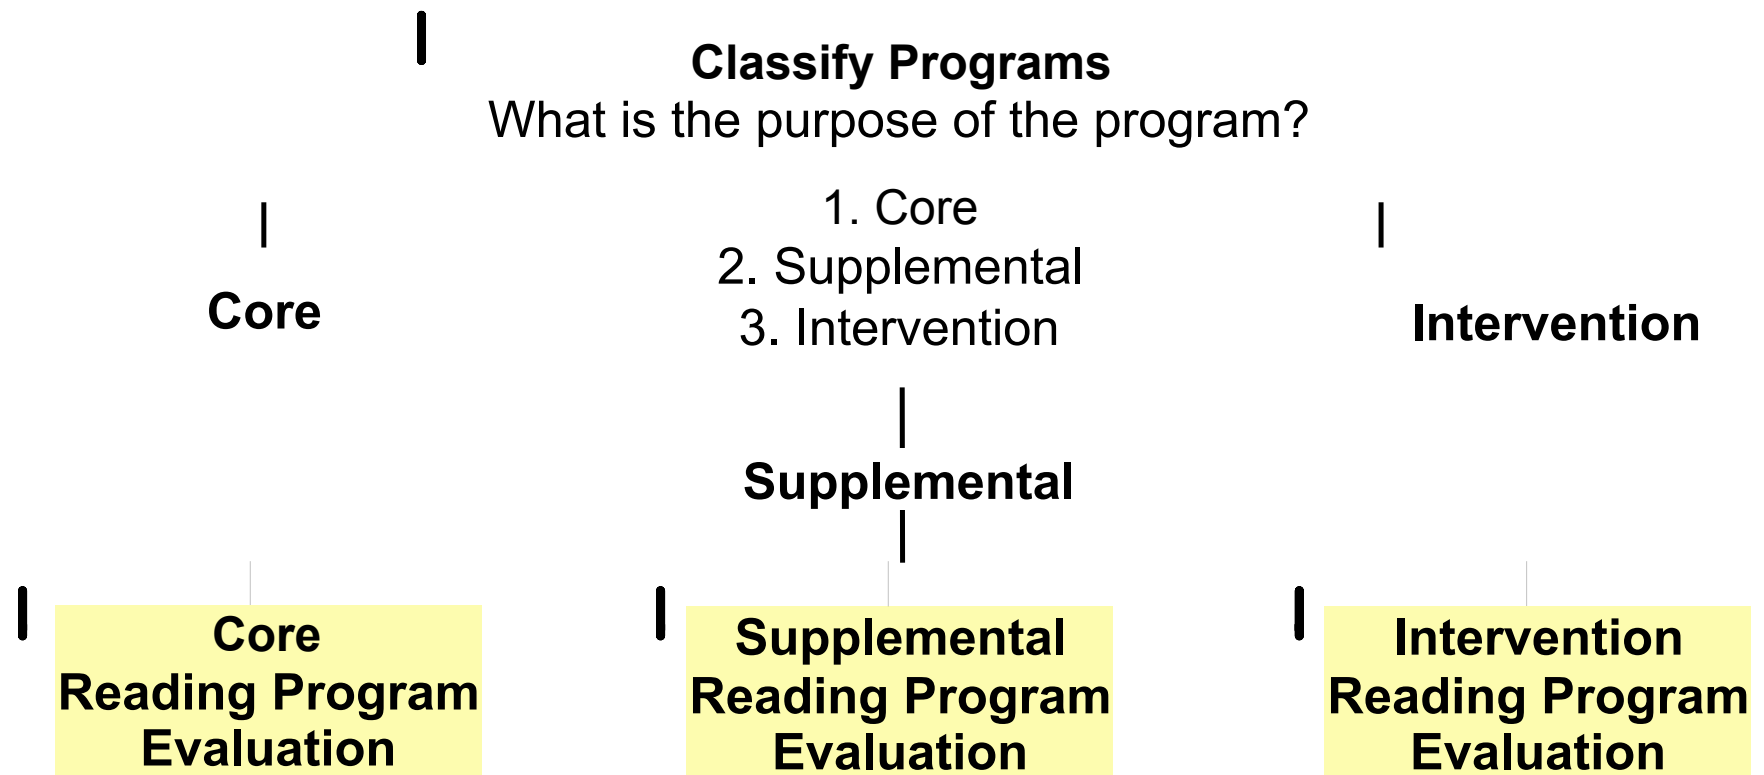 Classify Programs
What is the purpose of the program?
1. Core
2. Supplemental
3. Intervention
Core
Intervention
Supplemental
Core
Reading Program
Evaluation
Supplemental
Reading Program
Evaluation
Intervention
Reading Program
Evaluation